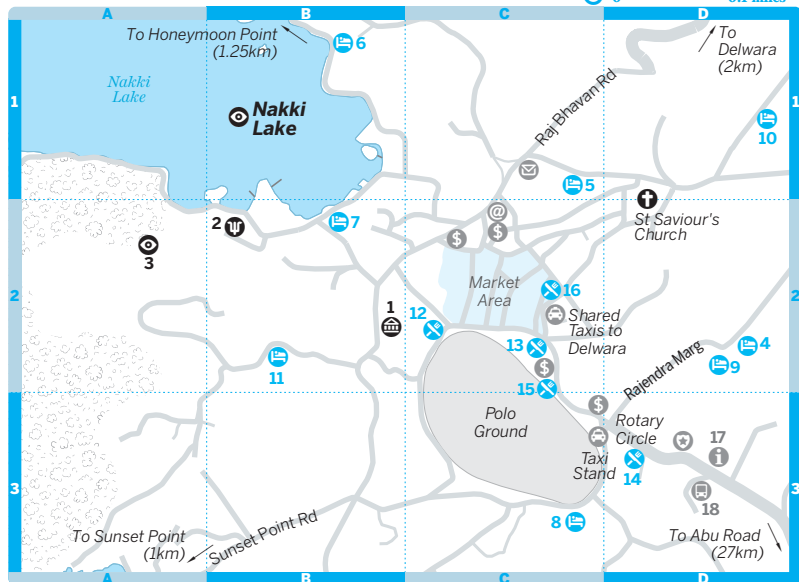 A
B
C
D
To Honeymoon Point
(1.25km)
6
To
Delwara
(2km)
Nakki
Lake
1
Nakki
Lake
Raj Bhavan Rd
1
10
5
@
St Saviour's
Church
2
7
$
$
3
Market
Area
2
16
2
1
12
Shared
Taxis to
Delwara
13
4
9
11
$
Rajendra Marg
15
$
Polo
Ground
Rotary
Circle
17
Taxi
Stand
14
3
3
18
To Sunset Point
(1km)
Sunset Point Rd
8
To Abu Road
(27km)
A
B
C
D